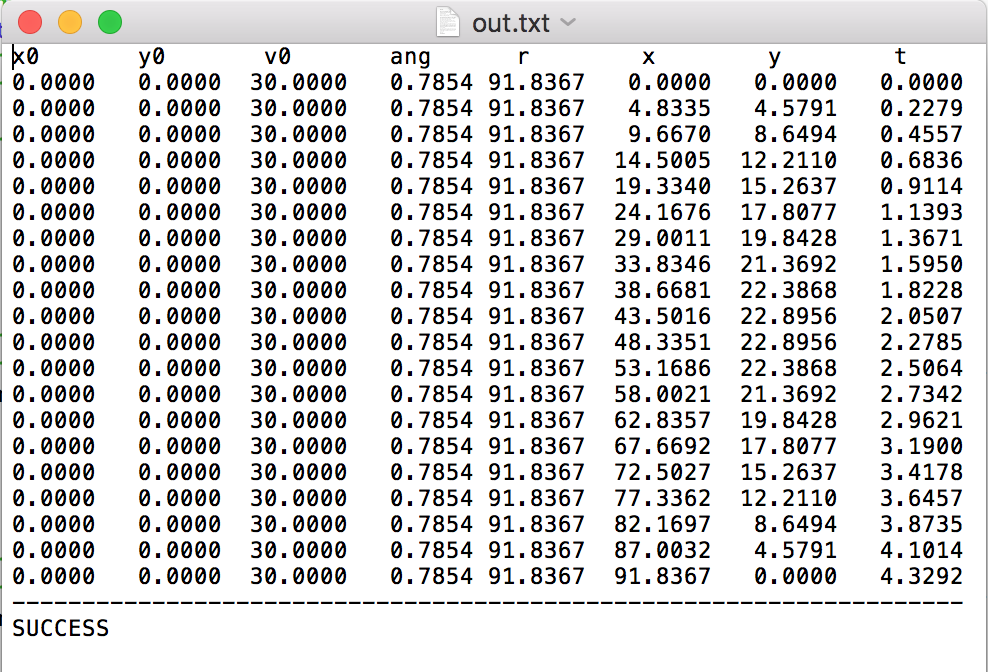 out.txt
x0 y0 v0 ang r x y t
0.0000 0.0000 30.0000 0.7854 91.8367 0.0000 0.0000 0.0000
0.0000 0.0000 30.0000 0.7854 91.8367 4.8335 4.5791 0.2279
0.0000 0.0000 30.0000 0.7854 91.8367 9.6670 8.6494 0.4557
0.0000 0.0000 30.0000 0.7854 91.8367 14.5005 12.2110 0.6836
0.0000 0.0000 30.0000 0.7854 91.8367 19.3340 15.2637 0.9114
0.0000 0.0000 30.0000 0.7854 91.8367 24.1676 17.8077 1.1393
0.0000 0.0000 30.0000 0.7854 91.8367 29.0011 19.8428 1.3671
0.0000 0.0000 30.0000 0.7854 91.8367 33.8346 21.3692 1.5950
0.0000 0.0000 30.0000 0.7854 91.8367 38.6681 22.3868 1.8228
0.0000 0.0000 30.0000 0.7854 91.8367 43.5016 22.8956 2.0507
0.0000 0.0000 30.0000 0.7854 91.8367 48.3351 22.8956 2.2785
0.0000 0.0000 30.0000 0.7854 91.8367 53.1686 22.3868 2.5064
0.0000 0.0000 30.0000 0.7854 91.8367 58.0021 21.3692 2.7342
0.0000 0.0000 30.0000 0.7854 91.8367 62.8357 19.8428 2.9621
0.0000 0.0000 30.0000 0.7854 91.8367 67.6692 17.8077 3.1900
0.0000 0.0000 30.0000 0.7854 91.8367 72.5027 15.2637 3.4178
0.0000 0.0000 30.0000 0.7854 91.8367 77.3362 12.2110 3.6457
0.0000 0.0000 30.0000 0.7854 91.8367 82.1697 8.6494 3.8735
0.0000 0.0000 30.0000 0.7854 91.8367 87.0032 4.5791 4.1014
0.0000 0.0000 30.0000 0.7854 91.8367 91.8367 0.0000 4.3292
--------------------------------------------------------------------
SUCCESS